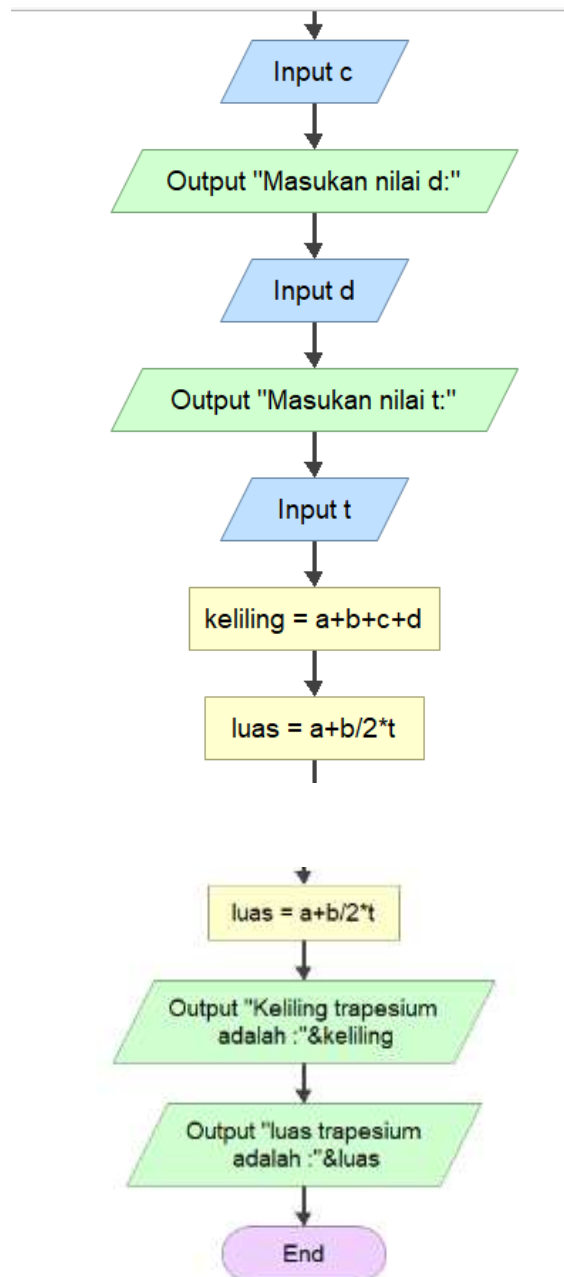 Input c
Output "Masukan nilai d:"
Input d
Output "Masukan nilai t:"
Input t
keliling = a+b+c+d
luas = a+b/2*t
luas = a+b/2*t
Output "Keliling trapesium
adalah :"&keliling
Output "luas trapesium
adalah :"&luas
End